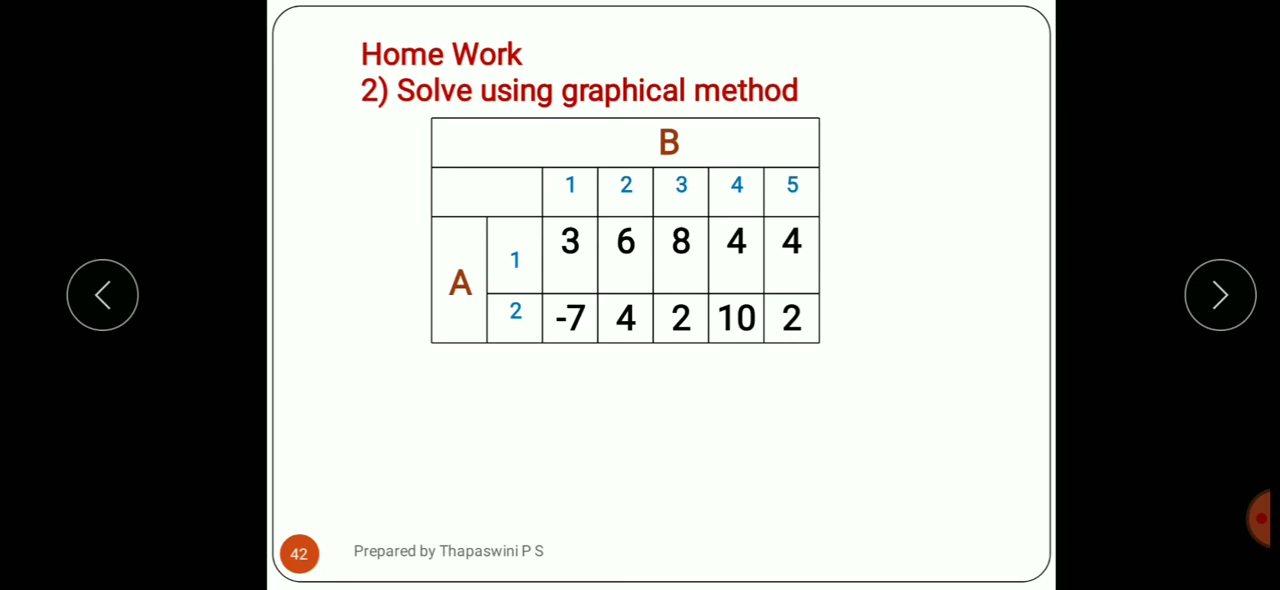 Home Work
2) Solve using graphical method
B
1 2 3 4 5
A 1 3 6 8 4 4
2 -7 4 2 10 2
42 Prepared by Thapaswini P S